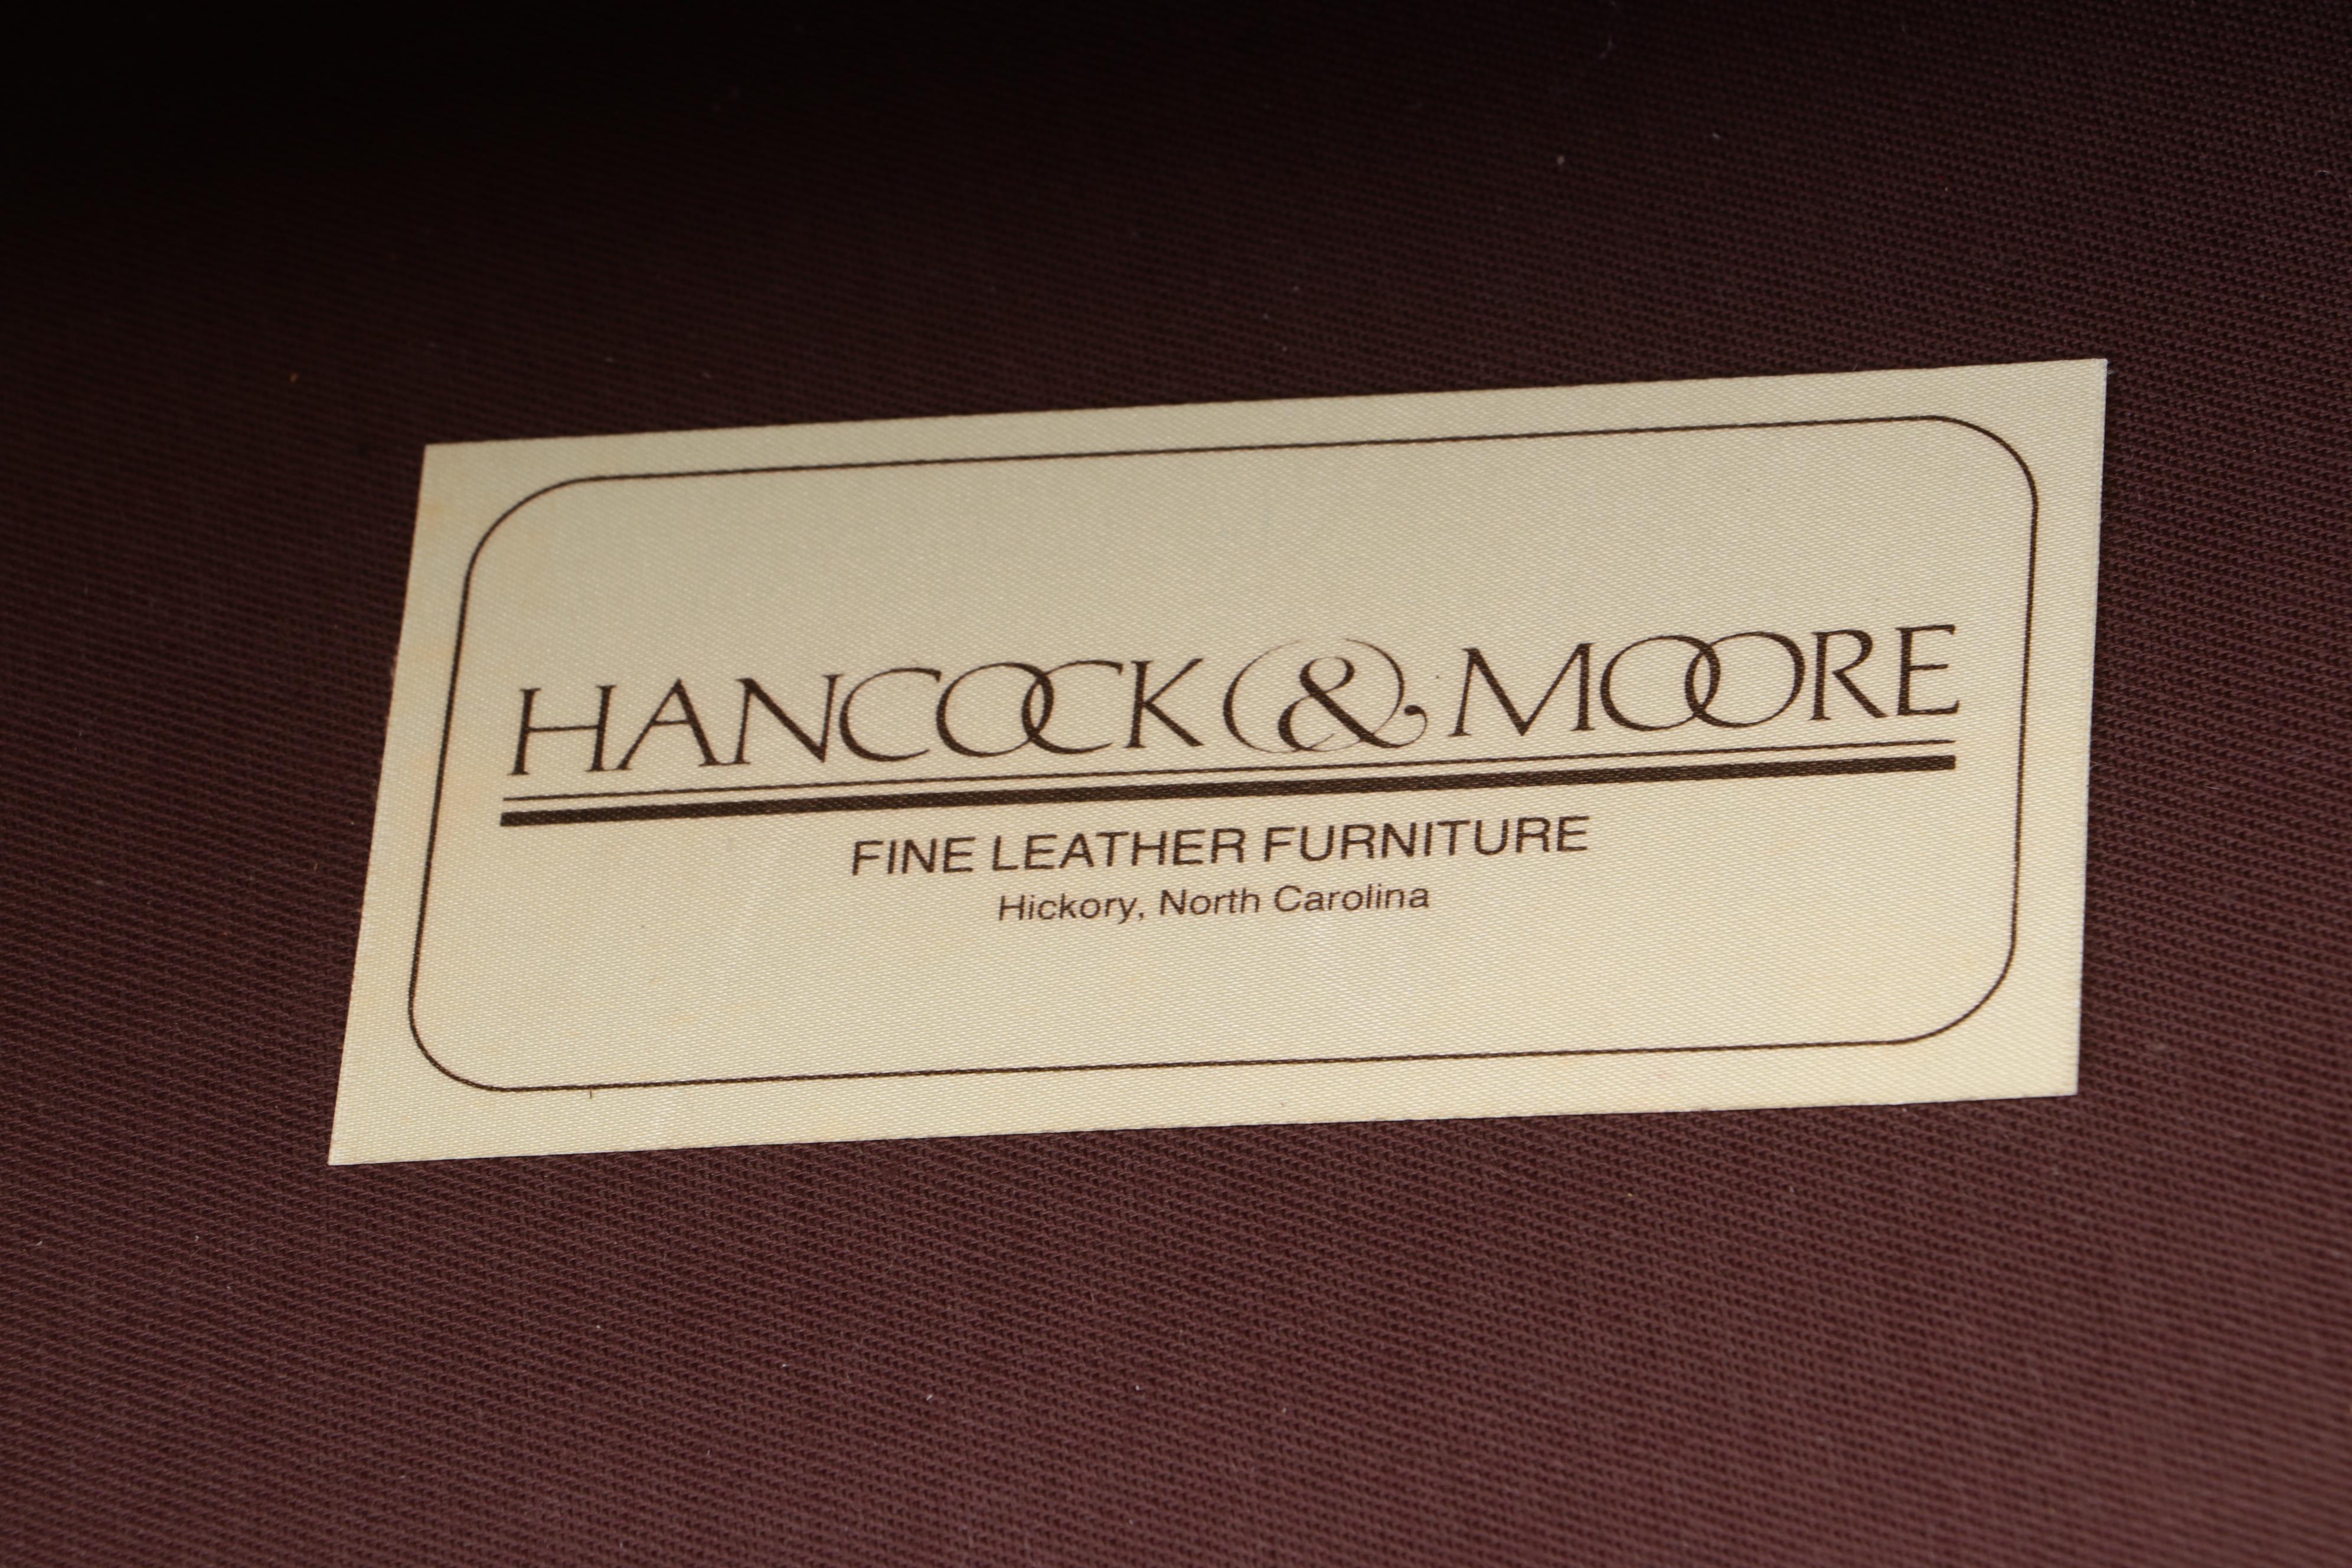 HANCOCK & MOORE
FINE LEATHER FURNITURE
Hickory, North Carolina